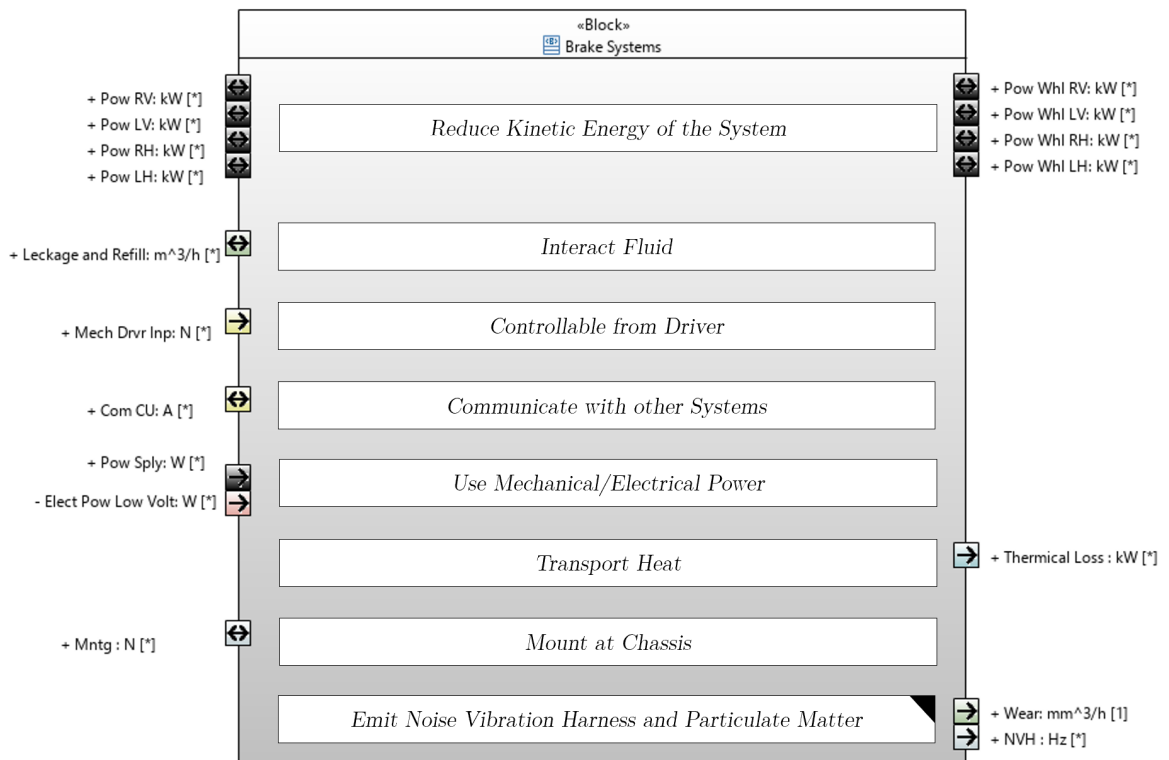 «Block»
Brake Systems
+ Pow RV: kW [*]
+ Pow LV: kW [*]
+ Pow RH: kW [*]
+ Pow LH: kW [*]
Reduce Kinetic Energy of the System
+ Pow Whl RV: kW [*]
+ Pow Whl LV: kW [*]
+ Pow Whl RH: kW [*]
+ Pow Whl LH: kW [*]
+ Leckage and Refill: m^3/h [*]
Interact Fluid
+ Mech Drvr Inp: N [*]
Controllable from Driver
+ Com CU: A [*]
Communicate with other Systems
+ Pow Sply: W [*]
- Elect Pow Low Volt: W [*]
Use Mechanical/Electrical Power
Transport Heat
+ Thermical Loss : kW [*]
+ Mntg : N [*]
Mount at Chassis
Emit Noise Vibration Harness and Particulate Matter
+ Wear: mm^3/h [1]
+ NVH : Hz [*]